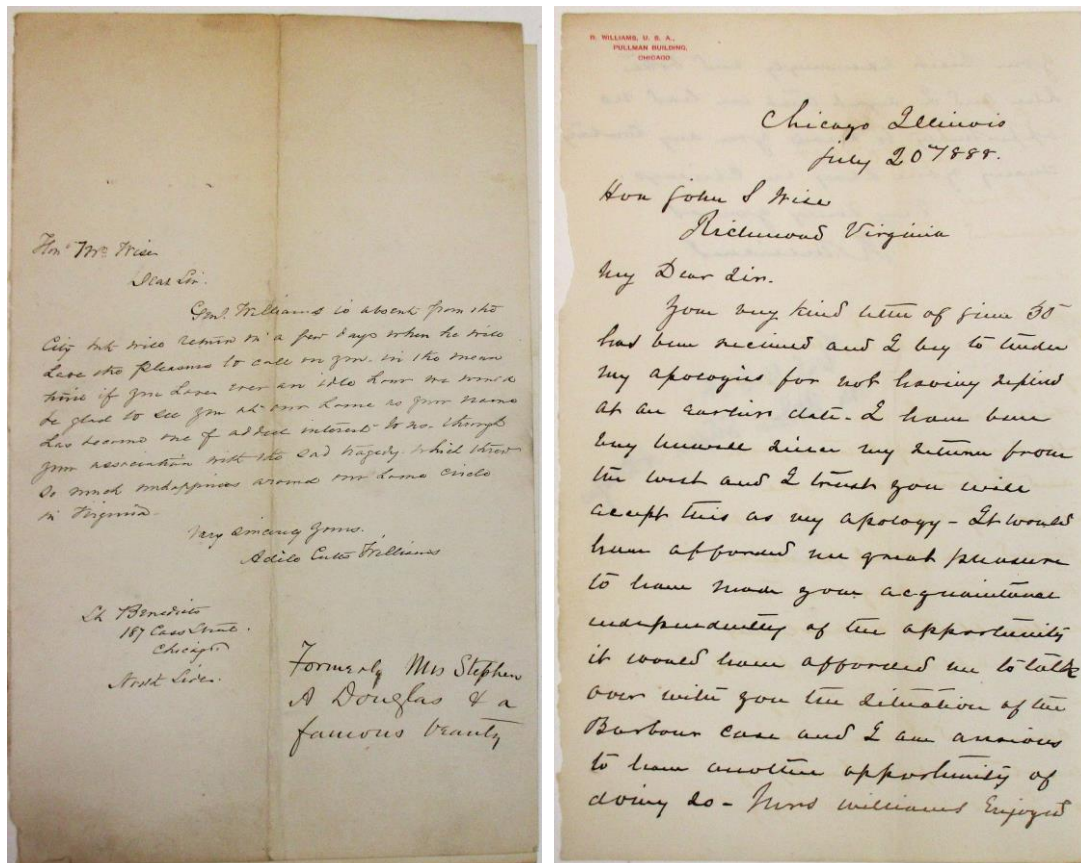 Hon. Mr. Wise
Dear Sir.
Genl. Williams is absent from the
City but will return in a few days when he will
have the pleasure to call on you. in the mean
time if you have ever an idle hour we would
be glad to see you at our home as your name
has become one of added interest to us. through
your association with the sad tragedy. which threw
so much unhappiness around our home circle
in Virginia.
Very sincerely yours.
Adèle Cutts Williams
St Benedicts
187 Cass Street.
Chicago
North Side.
Formerly Mrs Stephen
A Douglas & a
famous beauty
R. WILLIAMS, U. S. A.,
PULLMAN BUILDING,
CHICAGO
Chicago Illinois
July 20th 1888.
Hon John S Wise
Richmond Virginia
My Dear Sir.
Your very kind letter of June 30
has been received and I beg to tender
my apologies for not having replied
at an earlier date - I have been
very unwell since my return from
the west and I trust you will
accept this as my apology - It would
have afforded me great pleasure
to have made your acquaintance
independently of the opportunity
it would have afforded me to talk
over with you the situation of the
Barbour case and I am anxious
to have another opportunity of
doing so - Mrs Williams Enjoyed